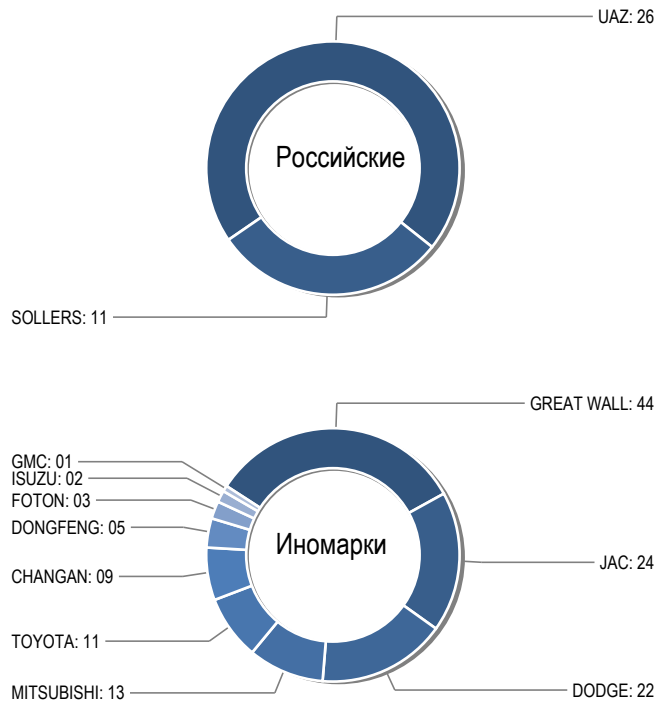 UAZ: 26
Российские
SOLLERS: 11
GREAT WALL: 44
GMC: 01
ISUZU: 02
FOTON: 03
DONGFENG: 05
Иномарки
CHANGAN: 09
JAC: 24
TOYOTA: 11
MITSUBISHI: 13
DODGE: 22